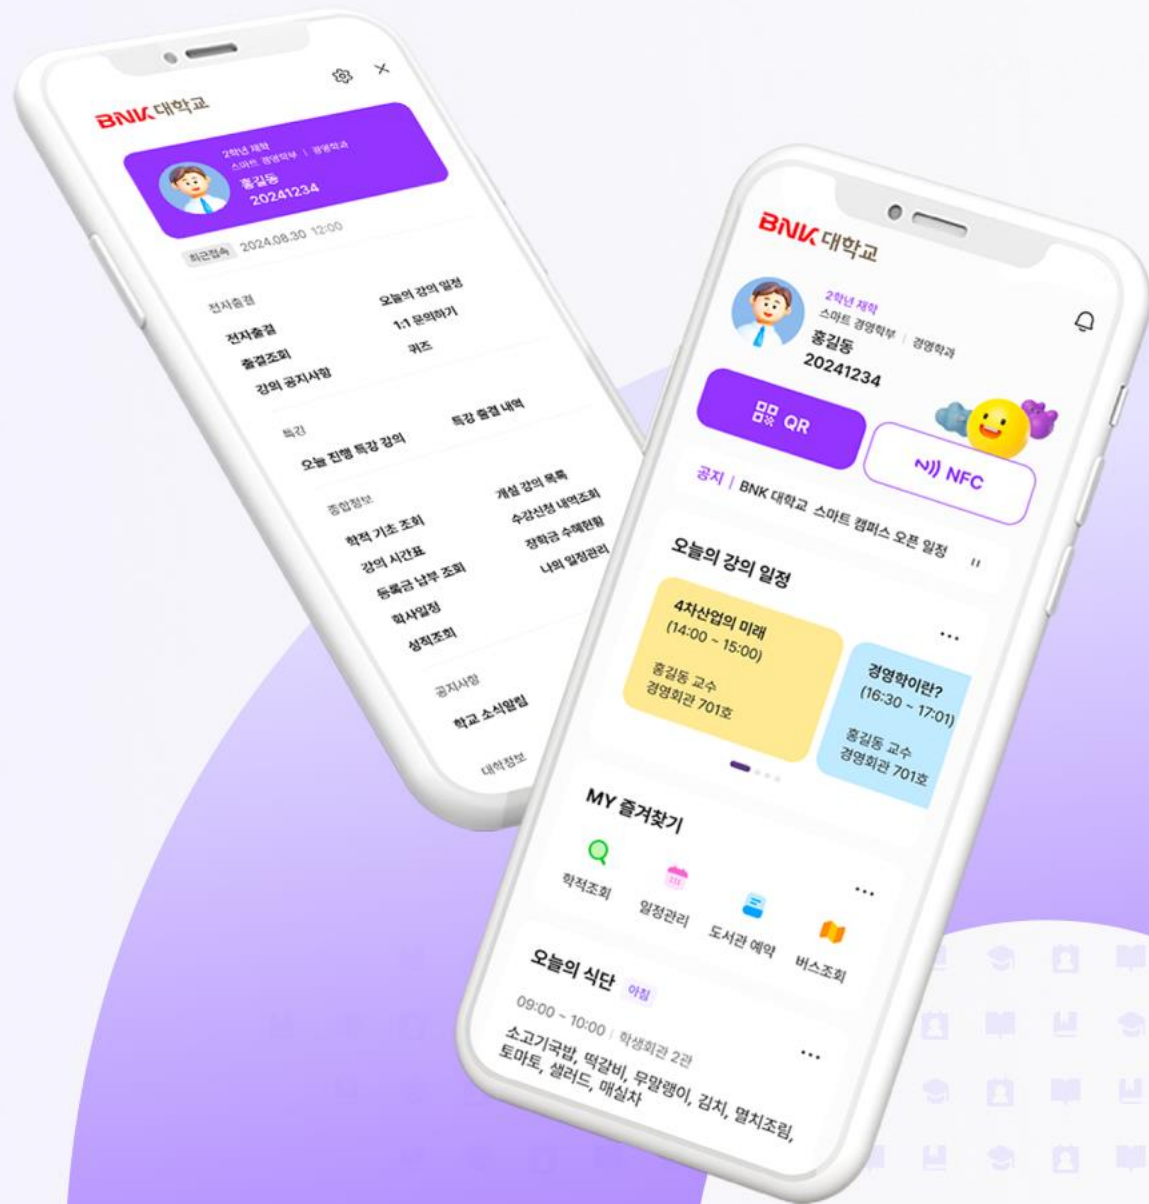 BNK 대학교
2학년 재학
스마트 경영학부 | 경영학과
홍길동
20241234
최근접속 2024.08.30 12:00
전자출결
전자출결
오늘의 강의 일정
출결조회
1:1 문의하기
강의 공지사항
퀴즈
특강
오늘 진행 특강 강의
특강 출결 내역
종합정보
학적 기초 조회
개설 강의 목록
강의 시간표
수강신청 내역조회
등록금 납부 조회
장학금 수혜현황
학사일정
나의 일정관리
성적조회
공지사항
학교 소식알림
대학정보
BNK 대학교
2학년 재학
스마트 경영학부 | 경영학과
홍길동
20241234
QR
NFC
공지 | BNK 대학교 스마트 캠퍼스 오픈 일정
오늘의 강의 일정
4차산업의 미래
(14:00 ~ 15:00)
홍길동 교수
경영회관 701호
경영학이란?
(16:30 ~ 17:01)
홍길동 교수
경영회관 701호
MY 즐겨찾기
학적조회
일정관리
도서관 예약
버스조회
오늘의 식단 아침
09:00 ~ 10:00 | 학생회관 2관
소고기국밥, 떡갈비, 무말랭이, 김치, 멸치조림,
토마토, 샐러드, 매실차